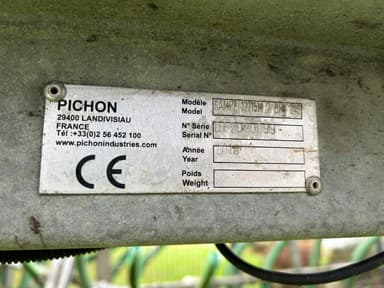 PICHON
29400 LANDIVISIAU
FRANCE
Tél :+33(0)2 56 452 100
www.pichonindustries.com
CE
Modèle
Model
N° Série
Serial N°
Année
Year
Poids
Weight